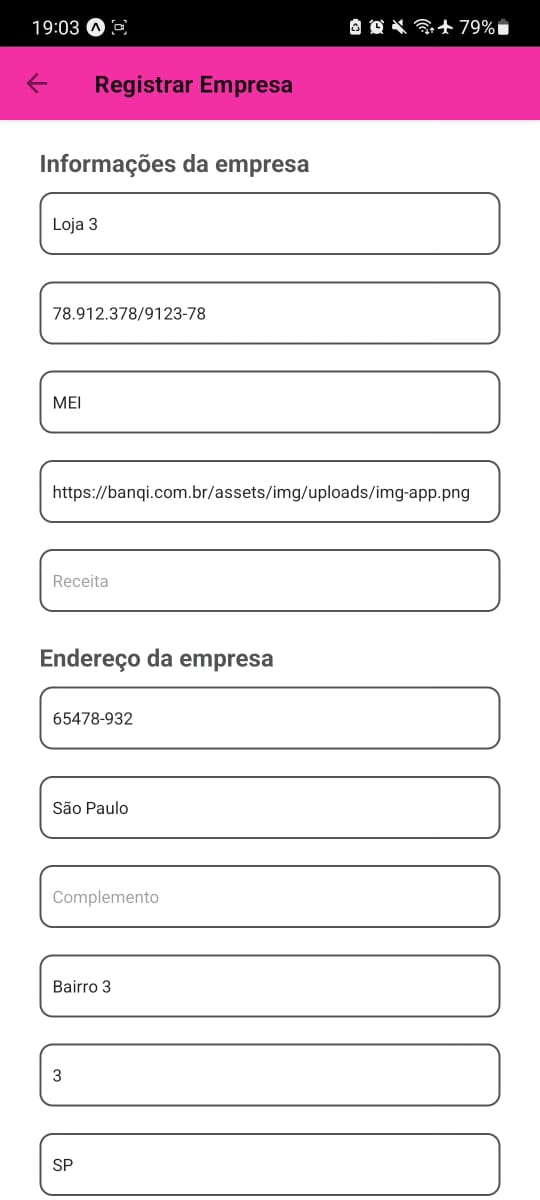 19:03 79%
Registrar Empresa
Informações da empresa
Loja 3
78.912.378/9123-78
MEI
https://banqi.com.br/assets/img/uploads/img-app.png
Receita
Endereço da empresa
65478-932
São Paulo
Complemento
Bairro 3
3
SP